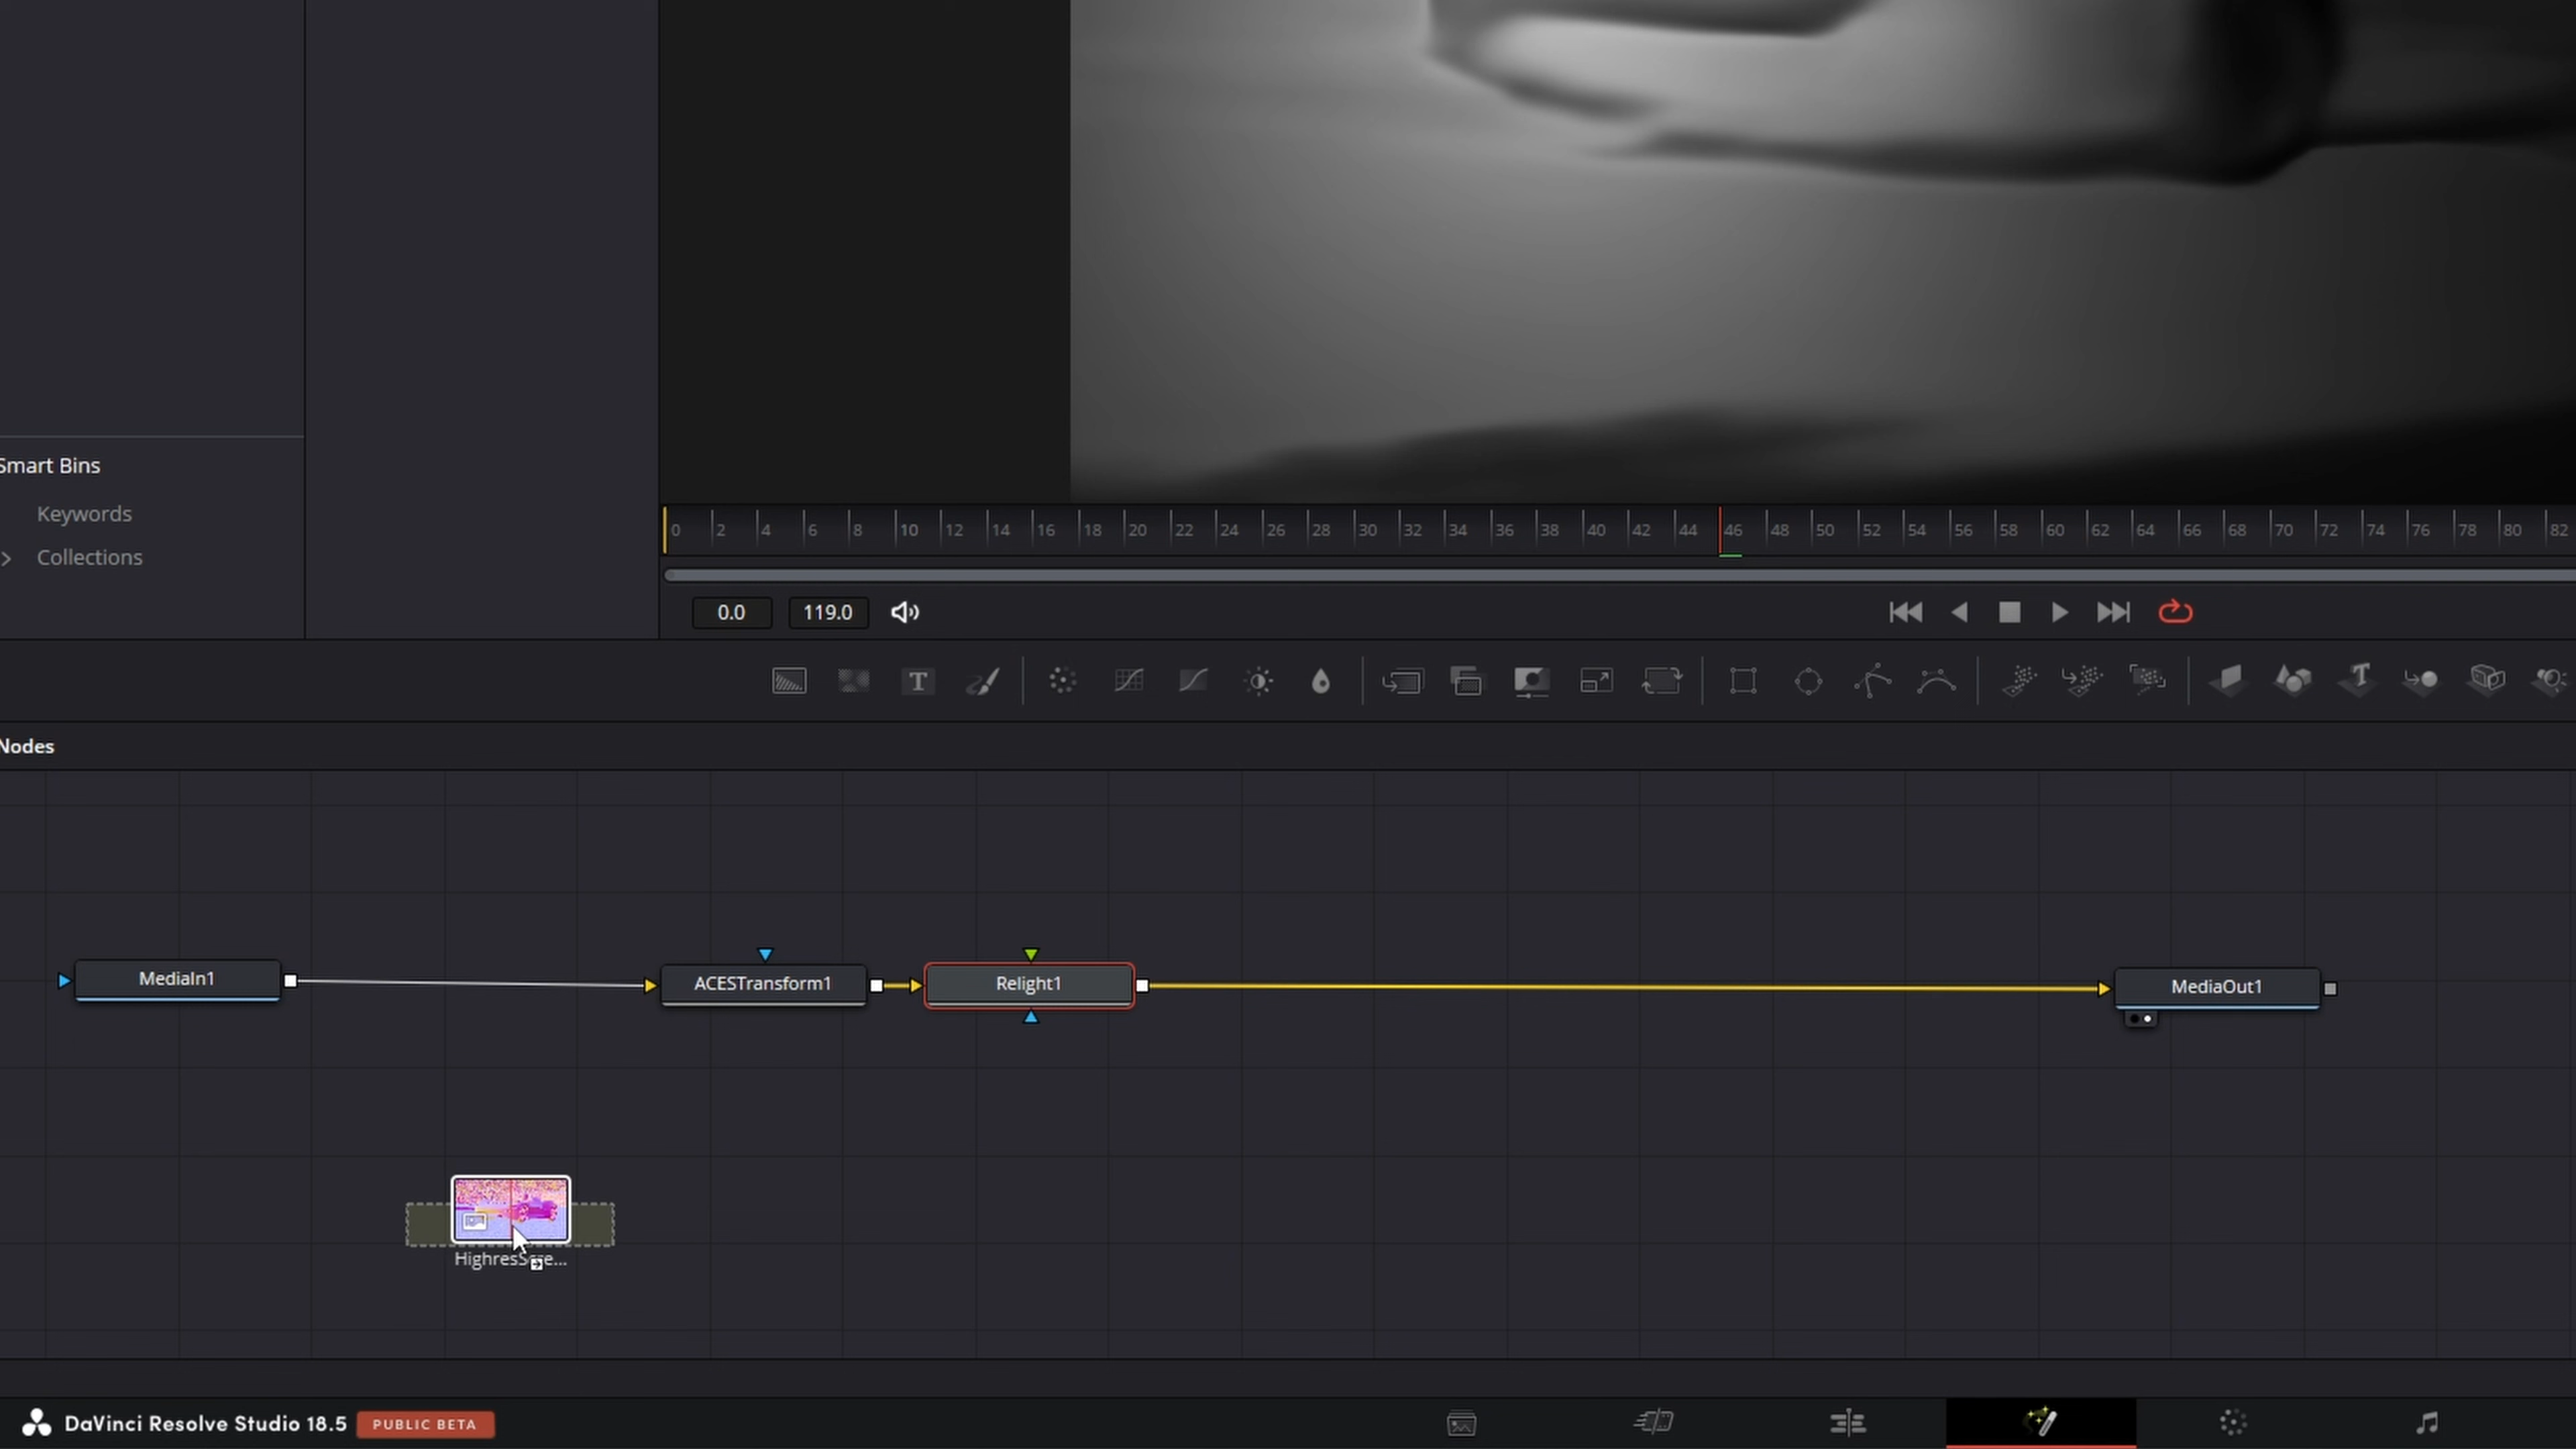 Smart Bins
Keywords
Collections
0 2 4 6 8 10 12 14 16 18 20 22 24 26 28 30 32 34 36 38 40 42 44 46 48 50 52 54 56 58 60 62 64 66 68 70 72 74 76 78 80 82
0.0 119.0
T T
Nodes
MediaIn1
ACESTransform1
Relight1
MediaOut1
HighresScre...
DaVinci Resolve Studio 18.5 PUBLIC BETA